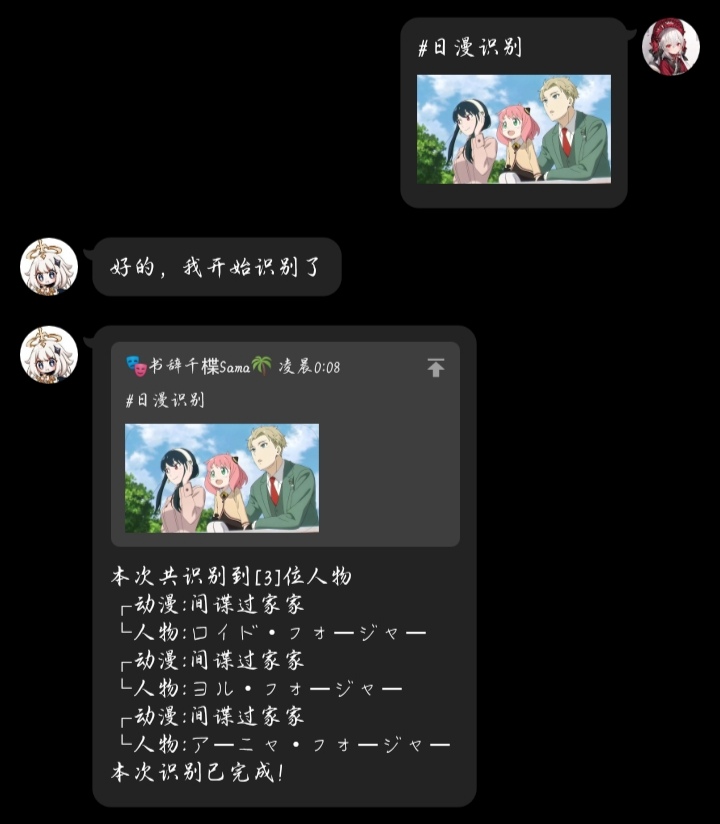 #日漫识别
好的，我开始识别了
🎭书辞千楪Sama🌴 凌晨0:08
#日漫识别
本次共识别到[3]位人物
┌动漫:间谍过家家
└人物:ロイド・フォージャー
┌动漫:间谍过家家
└人物:ヨル・フォージャー
┌动漫:间谍过家家
└人物:アーニャ・フォージャー
本次识别已完成!